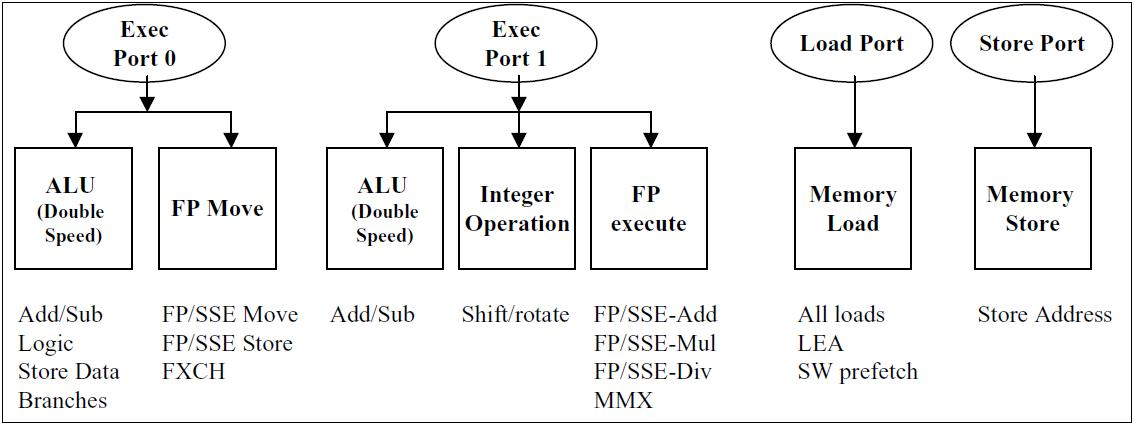 Exec
Port 0
Exec
Port 1
Load Port
Store Port
ALU
(Double
Speed)
FP Move
ALU
(Double
Speed)
Integer
Operation
FP
execute
Memory
Load
Memory
Store
Add/Sub
Logic
Store Data
Branches
FP/SSE Move
FP/SSE Store
FXCH
Add/Sub
Shift/rotate
FP/SSE-Add
FP/SSE-Mul
FP/SSE-Div
MMX
All loads
LEA
SW prefetch
Store Address